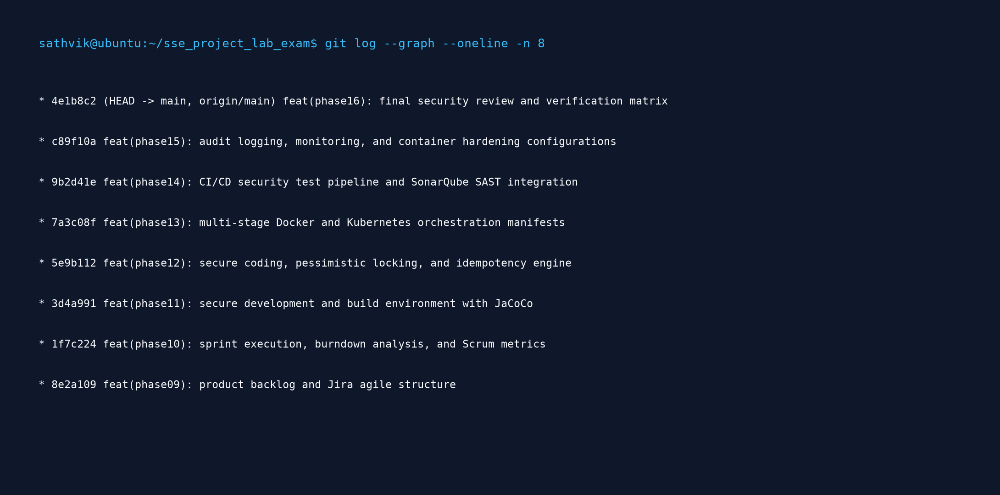 sathvik@ubuntu:~/sse_project_lab_exam$ git log --graph --oneline -n 8
* 4e1b8c2 (HEAD -> main, origin/main) feat(phase16): final security review and verification matrix
* c89f10a feat(phase15): audit logging, monitoring, and container hardening configurations
* 9b2d41e feat(phase14): CI/CD security test pipeline and SonarQube SAST integration
* 7a3c08f feat(phase13): multi-stage Docker and Kubernetes orchestration manifests
* 5e9b112 feat(phase12): secure coding, pessimistic locking, and idempotency engine
* 3d4a991 feat(phase11): secure development and build environment with JaCoCo
* 1f7c224 feat(phase10): sprint execution, burndown analysis, and Scrum metrics
* 8e2a109 feat(phase09): product backlog and Jira agile structure